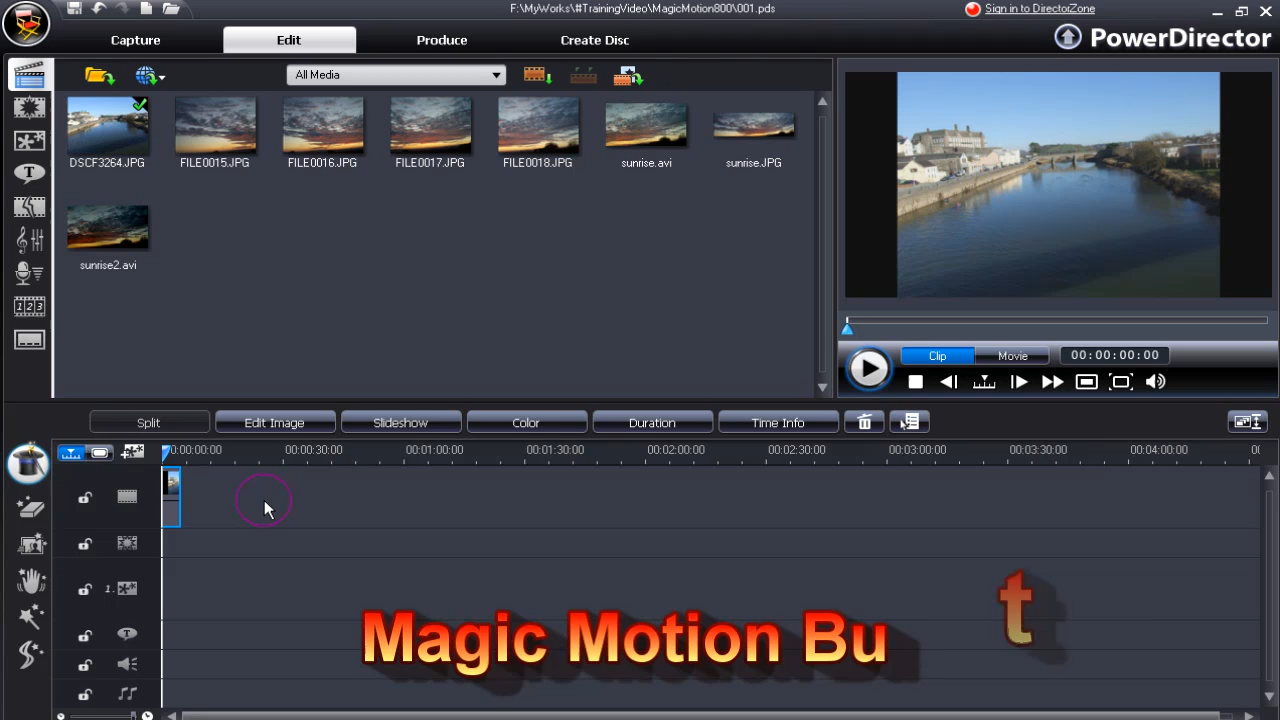 F:\MyWorks\#TrainingVideo\MagicMotion800\001.pds
Sign in to DirectorZone
Capture
Edit
Produce
Create Disc
PowerDirector
All Media
DSCF3264.JPG
FILE0015.JPG
FILE0016.JPG
FILE0017.JPG
FILE0018.JPG
sunrise.avi
sunrise.JPG
sunrise2.avi
Clip
Movie
00:00:00:00
Split
Edit Image
Slideshow
Color
Duration
Time Info
0:00:00:00
00:00:30:00
00:01:00:00
00:01:30:00
00:02:00:00
00:02:30:00
00:03:00:00
00:03:30:00
00:04:00:00
1.
Magic Motion Bu t